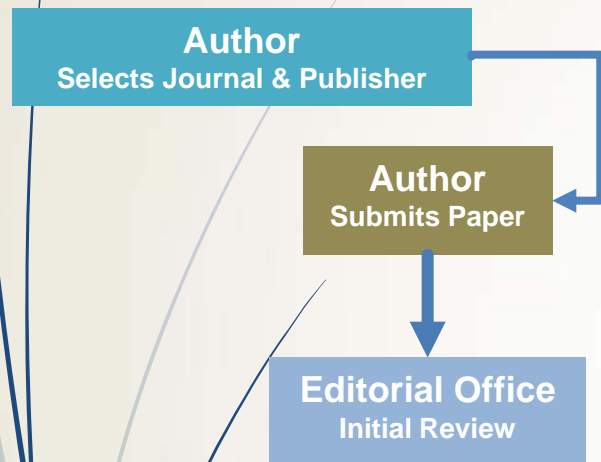 Author
Selects Journal & Publisher
Author
Submits Paper
Editorial Office
Initial Review